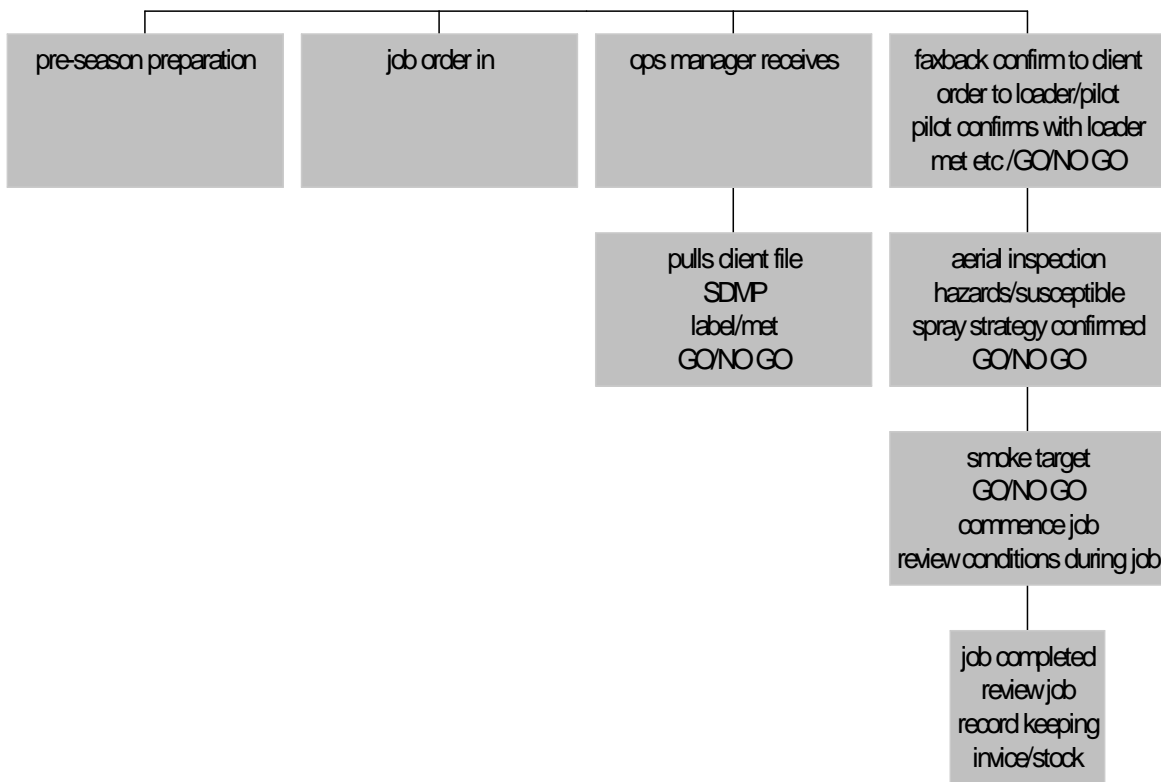 pre-season preparation
job order in
ops manager receives
faxback confirm to client
order to loader/pilot
pilot confirms with loader
met etc /GO/NO GO
pulls client file
SDMP
label/met
GO/NO GO
aerial inspection
hazards/susceptible
spray strategy confirmed
GO/NO GO
smoke target
GO/NO GO
commence job
review conditions during job
job completed
review job
record keeping
invice/stock